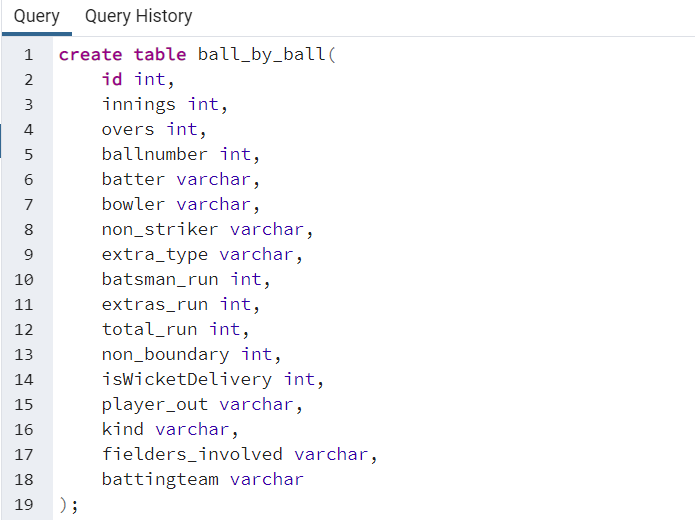 Query Query History
1 create table ball_by_ball(
2 id int,
3 innings int,
4 overs int,
5 ballnumber int,
6 batter varchar,
7 bowler varchar,
8 non_striker varchar,
9 extra_type varchar,
10 batsman_run int,
11 extras_run int,
12 total_run int,
13 non_boundary int,
14 isWicketDelivery int,
15 player_out varchar,
16 kind varchar,
17 fielders_involved varchar,
18 battingteam varchar
19 );